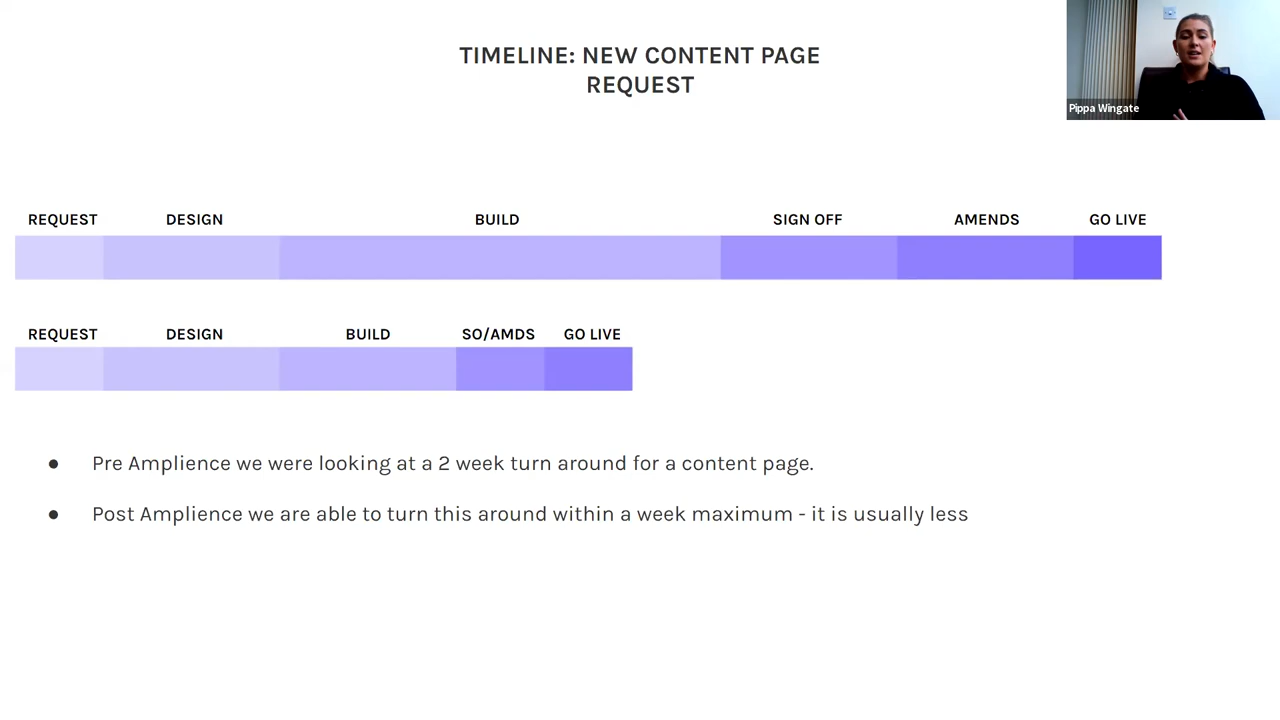 TIMELINE: NEW CONTENT PAGE
REQUEST
Pippa Wingate
REQUEST DESIGN BUILD SIGN OFF AMENDS GO LIVE
REQUEST DESIGN BUILD SO/AMDS GO LIVE
● Pre Amplience we were looking at a 2 week turn around for a content page.
● Post Amplience we are able to turn this around within a week maximum - it is usually less